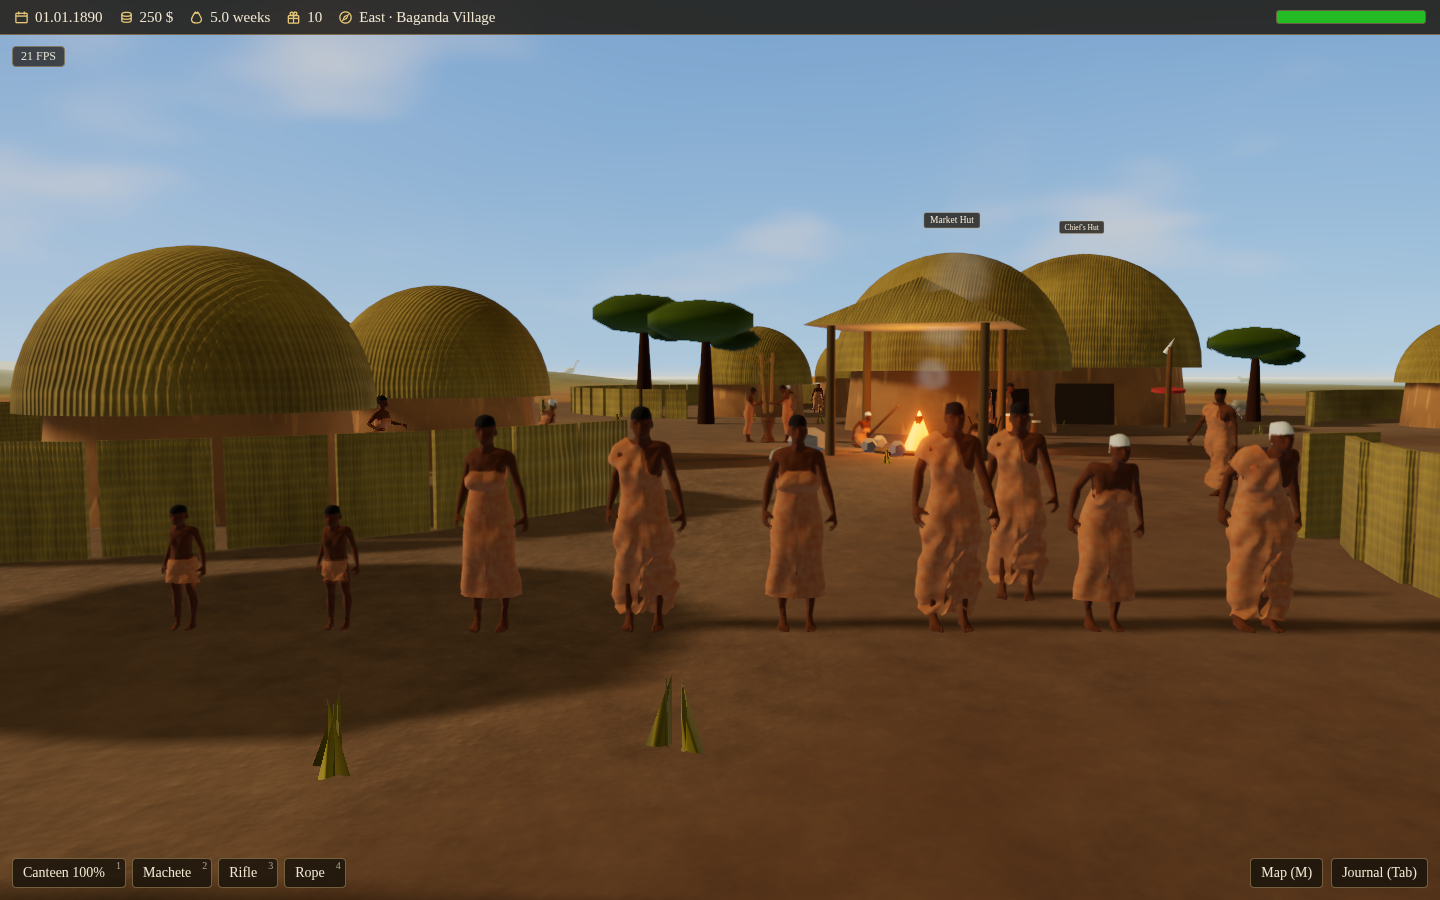 01.01.1890 250 $ 5.0 weeks 10 East · Baganda Village
21 FPS
Market Hut
Chief's Hut
Canteen 100% 1 Machete 2 Rifle 3 Rope 4 Map (M) Journal (Tab)